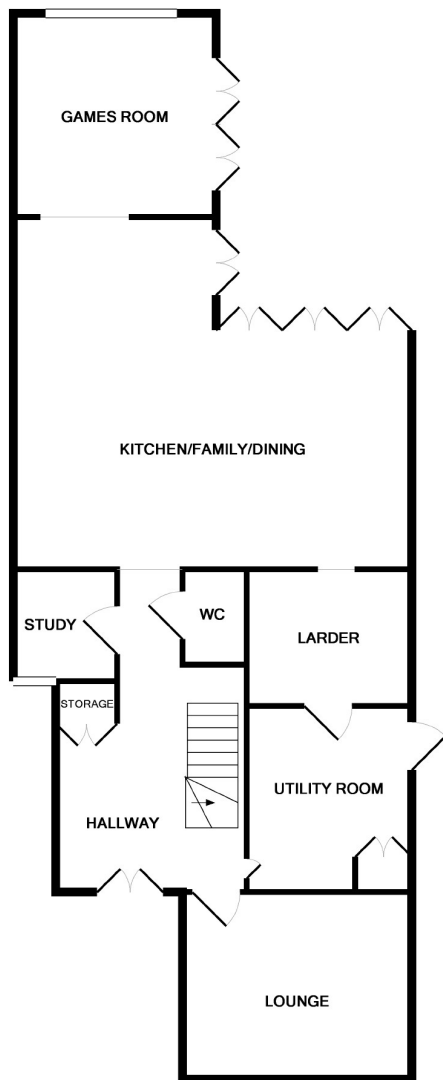 GAMES ROOM
KITCHEN/FAMILY/DINING
STUDY
WC
LARDER
STORAGE
UTILITY ROOM
HALLWAY
LOUNGE